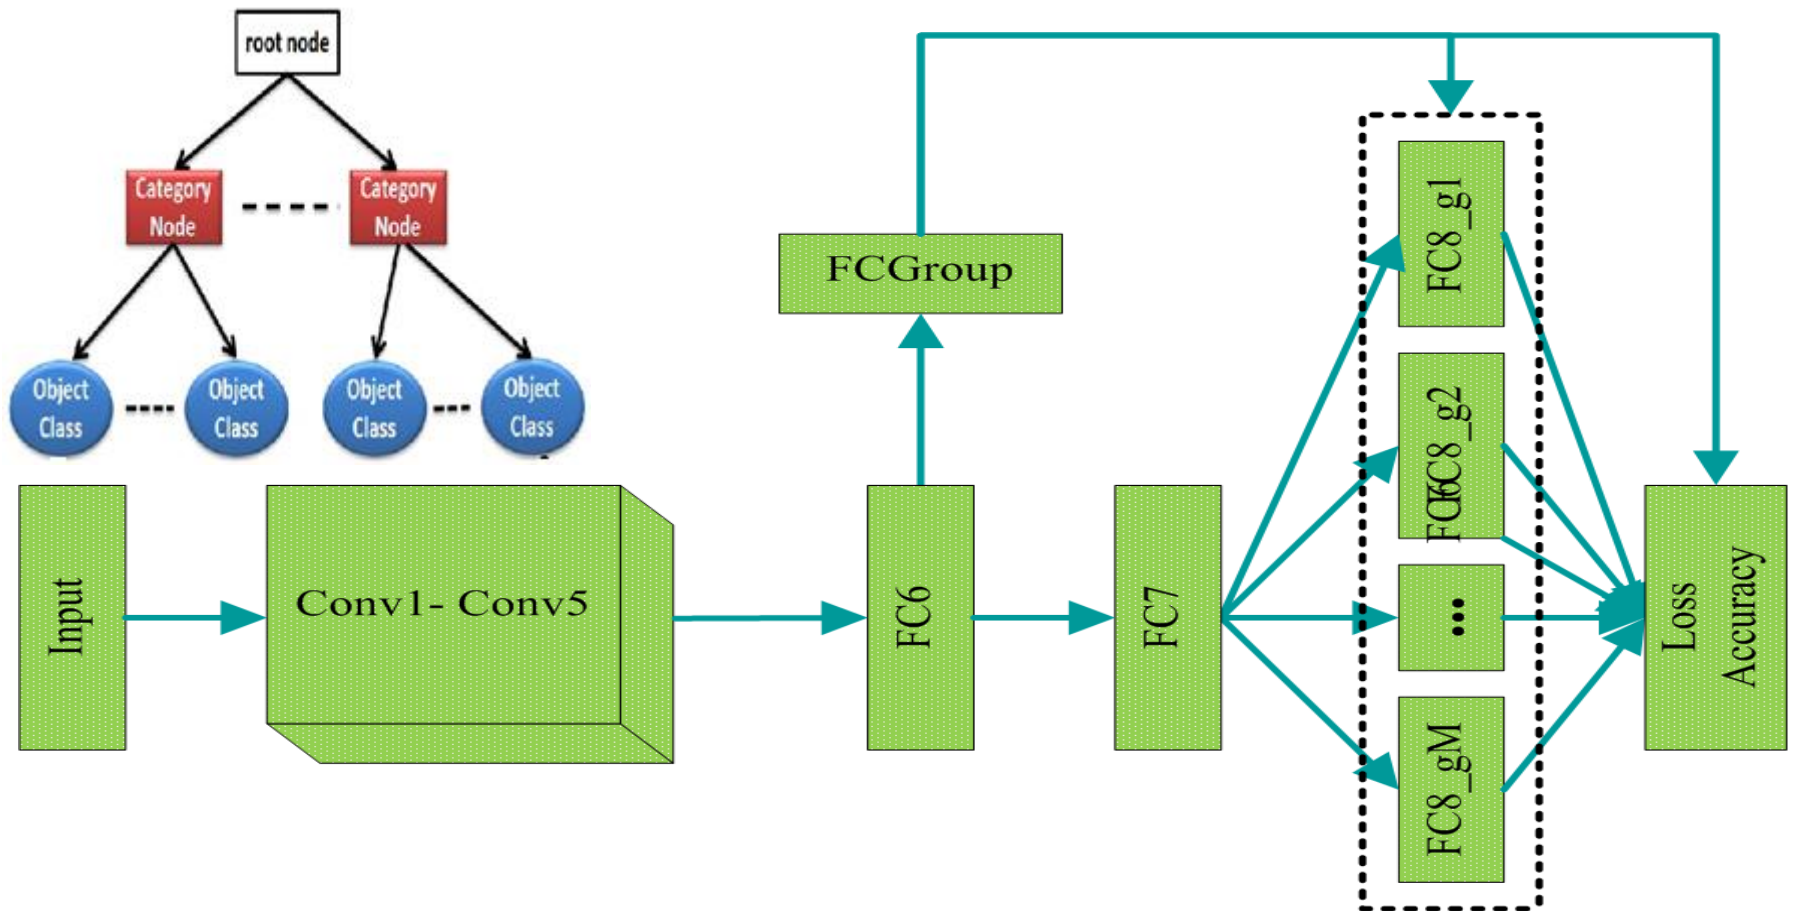 root node
Category
Node
Category
Node
Object
Class
Object
Class
Object
Class
Object
Class
Input
Conv1- Conv5
FC6
FCGroup
FC7
FC8_g1
FC8_g2
FC6
...
FC8_gM
Loss
Accuracy